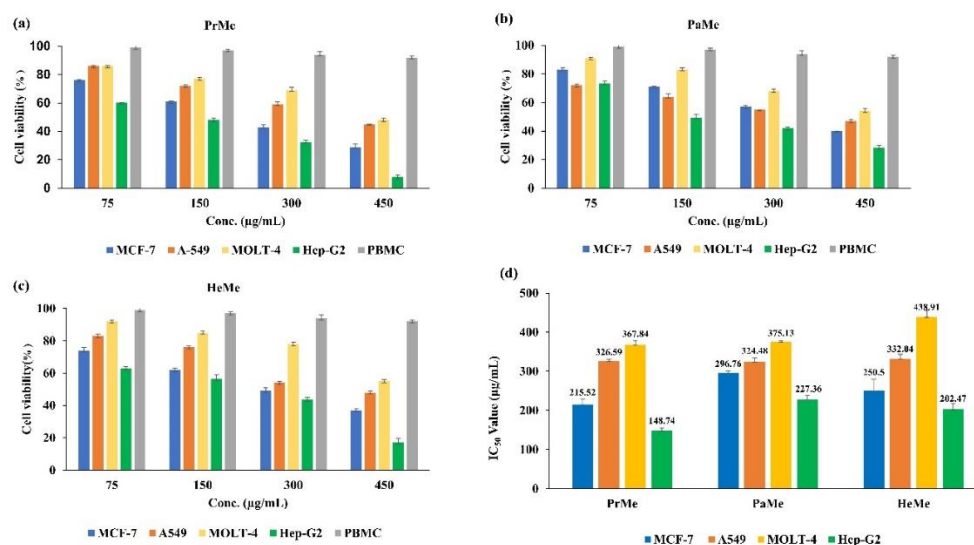 (a)
PrMe
Cell viability (%)
100
80
60
40
20
0
75 150 300 450
Conc. (µg/mL)
MCF-7 A-549 MOLT-4 Hep-G2 PBMC
(b)
PaMe
Cell viability (%)
100
80
60
40
20
0
75 150 300 450
Conc. (µg/mL)
MCF-7 A549 MOLT-4 Hep-G2 PBMC
(c)
HeMe
Cell viability(%)
100
80
60
40
20
0
75 150 300 450
Conc. (µg/mL)
MCF-7 A549 MOLT-4 Hep-G2 PBMC
(d)
IC50 Value (µg/mL)
500
400
300
200
100
0
215.52 326.59 367.84 148.74
296.76 324.48 375.13 227.36
250.5 332.04 438.91 202.47
PrMe PaMe HeMe
MCF-7 A549 MOLT-4 Hep-G2